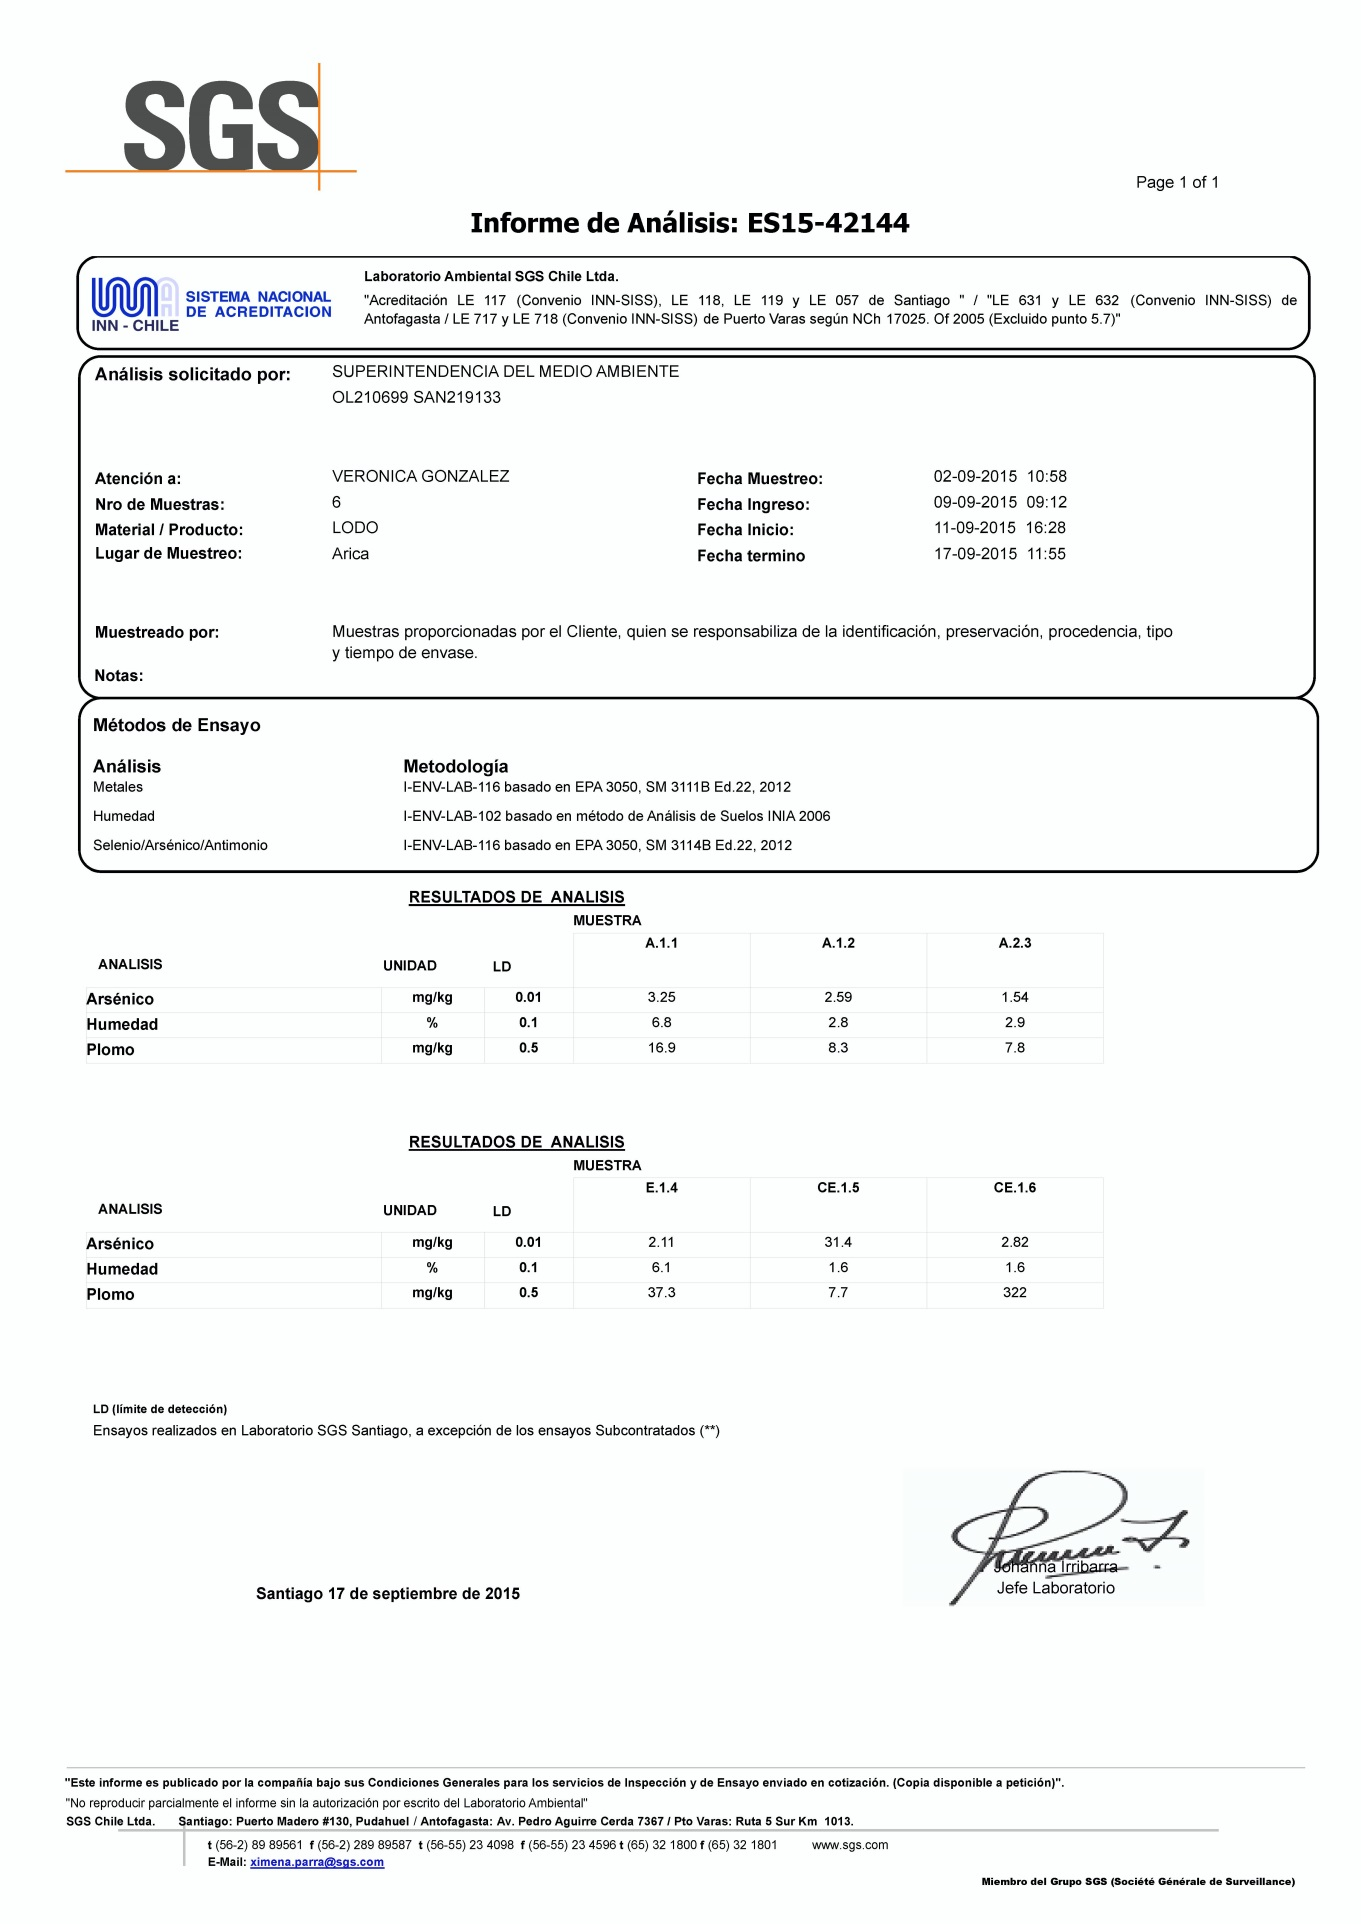 SGS
Page 1 of 1
Informe de Análisis: ES15-42144
INN - CHILE
SISTEMA NACIONAL
DE ACREDITACION
Laboratorio Ambiental SGS Chile Ltda.
"Acreditación LE 117 (Convenio INN-SISS), LE 118, LE 119 y LE 057 de Santiago " / "LE 631 y LE 632 (Convenio INN-SISS) de
Antofagasta / LE 717 y LE 718 (Convenio INN-SISS) de Puerto Varas según NCh 17025. Of 2005 (Excluido punto 5.7)"
Análisis solicitado por: SUPERINTENDENCIA DEL MEDIO AMBIENTE
OL210699 SAN219133
Atención a: VERONICA GONZALEZ Fecha Muestreo: 02-09-2015 10:58
Nro de Muestras: 6 Fecha Ingreso: 09-09-2015 09:12
Material / Producto: LODO Fecha Inicio: 11-09-2015 16:28
Lugar de Muestreo: Arica Fecha termino 17-09-2015 11:55
Muestreado por: Muestras proporcionadas por el Cliente, quien se responsabiliza de la identificación, preservación, procedencia, tipo
y tiempo de envase.
Notas:
Métodos de Ensayo
Análisis Metodología
Metales I-ENV-LAB-116 basado en EPA 3050, SM 3111B Ed.22, 2012
Humedad I-ENV-LAB-102 basado en método de Análisis de Suelos INIA 2006
Selenio/Arsénico/Antimonio I-ENV-LAB-116 basado en EPA 3050, SM 3114B Ed.22, 2012
RESULTADOS DE ANALISIS
MUESTRA
A.1.1 A.1.2 A.2.3
ANALISIS UNIDAD LD
Arsénico mg/kg 0.01 3.25 2.59 1.54
Humedad % 0.1 6.8 2.8 2.9
Plomo mg/kg 0.5 16.9 8.3 7.8
RESULTADOS DE ANALISIS
MUESTRA
E.1.4 CE.1.5 CE.1.6
ANALISIS UNIDAD LD
Arsénico mg/kg 0.01 2.11 31.4 2.82
Humedad % 0.1 6.1 1.6 1.6
Plomo mg/kg 0.5 37.3 7.7 322
LD (límite de detección)
Ensayos realizados en Laboratorio SGS Santiago, a excepción de los ensayos Subcontratados (**)
Johanna Irribarra
Jefe Laboratorio
Santiago 17 de septiembre de 2015
"Este informe es publicado por la compañía bajo sus Condiciones Generales para los servicios de Inspección y de Ensayo enviado en cotización. (Copia disponible a petición)".
"No reproducir parcialmente el informe sin la autorización por escrito del Laboratorio Ambiental"
SGS Chile Ltda. Santiago: Puerto Madero #130, Pudahuel / Antofagasta: Av. Pedro Aguirre Cerda 7367 / Pto Varas: Ruta 5 Sur Km 1013.
t (56-2) 89 89561 f (56-2) 289 89587 t (56-55) 23 4098 f (56-55) 23 4596 t (65) 32 1800 f (65) 32 1801 www.sgs.com
E-Mail: ximena.parra@sgs.com
Miembro del Grupo SGS (Société Générale de Surveillance)